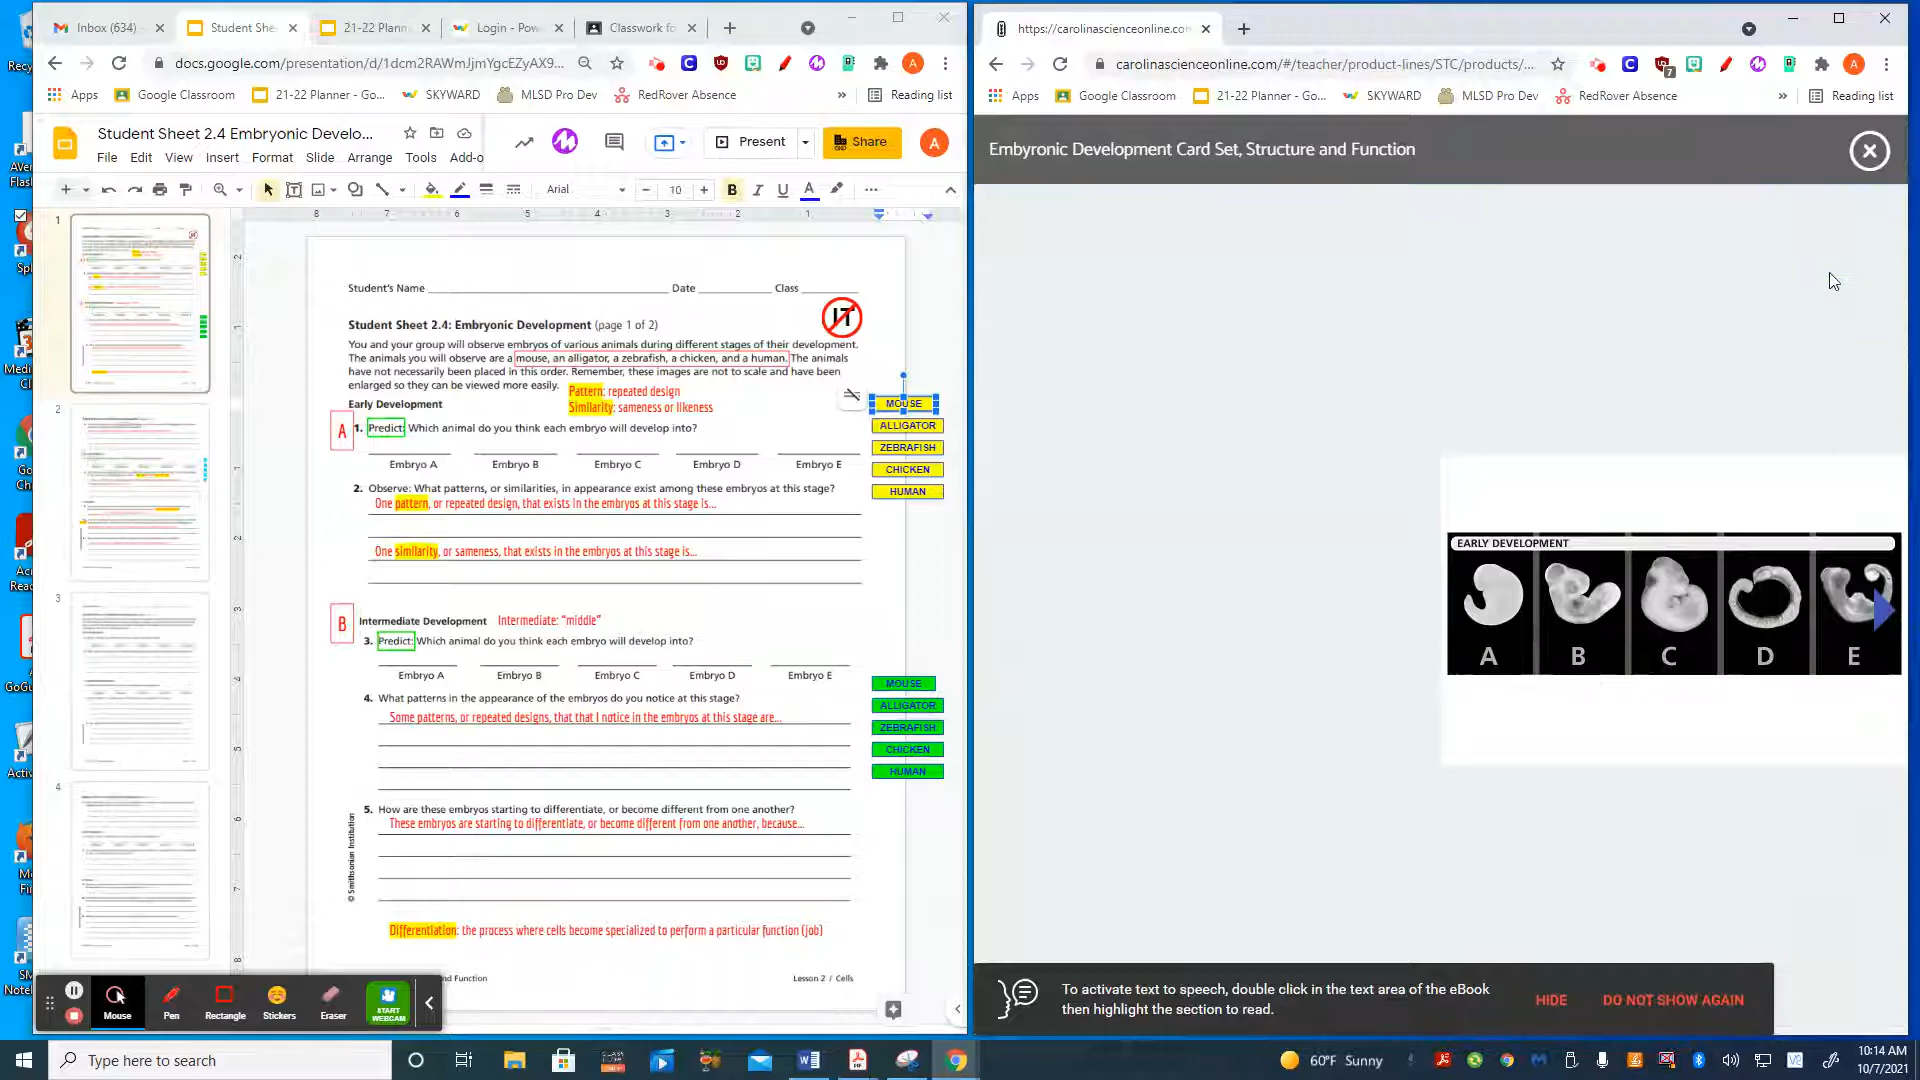 Inbox (634)
Student She
21-22 Plann
Login - Pow
Classwork fo
docs.google.com/presentation/d/1dcm2RAWmJjmYgcEZyAX9...
Apps
Google Classroom
21-22 Planner - Go...
SKYWARD
MLSD Pro Dev
RedRover Absence
»
Reading list
Student Sheet 2.4 Embryonic Develo...
File Edit View Insert Format Slide Arrange Tools Add-o
Present
Share
A
Arial
10
B I U A
Student's Name Date Class
IT
Student Sheet 2.4: Embryonic Development (page 1 of 2)
You and your group will observe embryos of various animals during different stages of their development.
The animals you will observe are a mouse, an alligator, a zebrafish, a chicken, and a human. The animals
have not necessarily been placed in this order. Remember, these images are not to scale and have been
enlarged so they can be viewed more easily.
Pattern: repeated design
Similarity: sameness or likeness
Early Development
A
1. Predict: Which animal do you think each embryo will develop into?
Embryo A Embryo B Embryo C Embryo D Embryo E
MOUSE
ALLIGATOR
ZEBRAFISH
CHICKEN
HUMAN
2. Observe: What patterns, or similarities, in appearance exist among these embryos at this stage?
One pattern, or repeated design, that exists in the embryos at this stage is...
One similarity, or sameness, that exists in the embryos at this stage is...
B
Intermediate Development
Intermediate: "middle"
3. Predict: Which animal do you think each embryo will develop into?
Embryo A Embryo B Embryo C Embryo D Embryo E
MOUSE
ALLIGATOR
ZEBRAFISH
CHICKEN
HUMAN
4. What patterns in the appearance of the embryos do you notice at this stage?
Some patterns, or repeated designs, that that I notice in the embryos at this stage are...
5. How are these embryos starting to differentiate, or become different from one another?
These embryos are starting to differentiate, or become different from one another, because...
© Smithsonian Institution
Differentiation: the process where cells become specialized to perform a particular function (job)
nd Function
Lesson 2 / Cells
Mouse
Pen
Rectangle
Stickers
Eraser
START
WEBCAM
https://carolinascienceonline.com
carolinascienceonline.com/#/teacher/product-lines/STC/products/...
Apps
Google Classroom
21-22 Planner - Go...
SKYWARD
MLSD Pro Dev
RedRover Absence
»
Reading list
Embyronic Development Card Set, Structure and Function
EARLY DEVELOPMENT
A B C D E
To activate text to speech, double click in the text area of the eBook
then highlight the section to read.
HIDE
DO NOT SHOW AGAIN
Type here to search
60°F Sunny
10:14 AM
10/7/2021